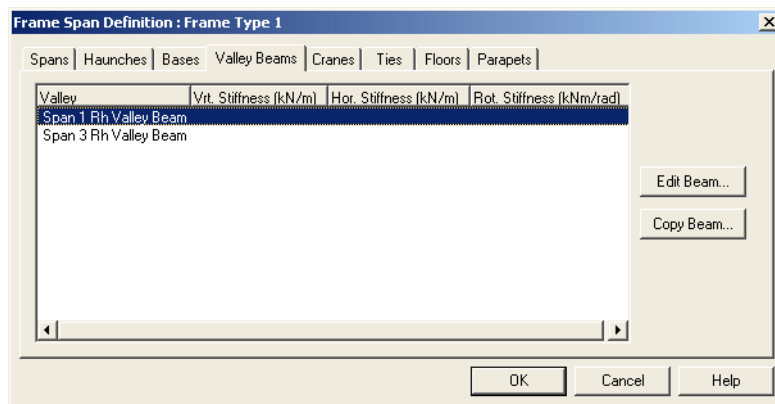 Frame Span Definition : Frame Type 1
Spans Haunches Bases Valley Beams Cranes Ties Floors Parapets
Valley Vrt. Stiffness (kN/m) Hor. Stiffness (kN/m) Rot. Stiffness (kNm/rad)
Span 1 Rh Valley Beam
Span 3 Rh Valley Beam
Edit Beam...
Copy Beam...
OK Cancel Help